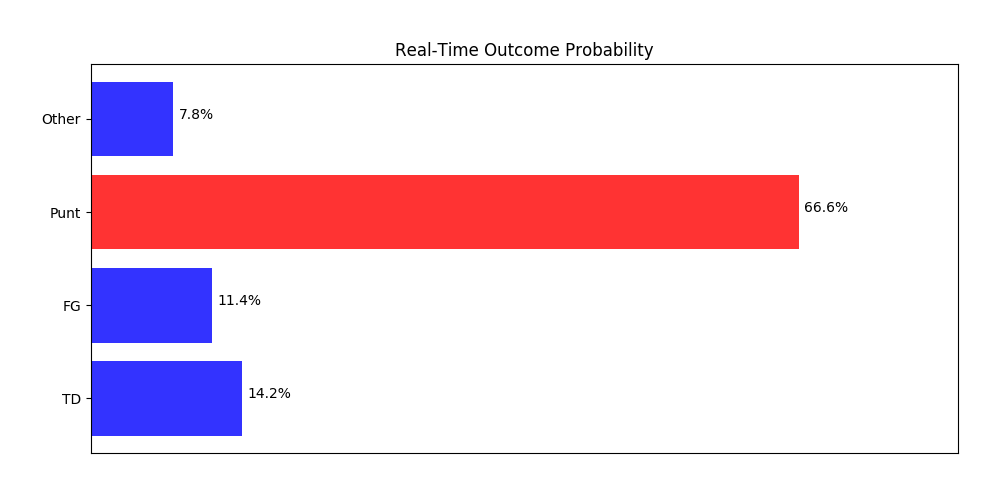 Real-Time Outcome Probability
Other
7.8%
Punt
66.6%
FG
11.4%
TD
14.2%